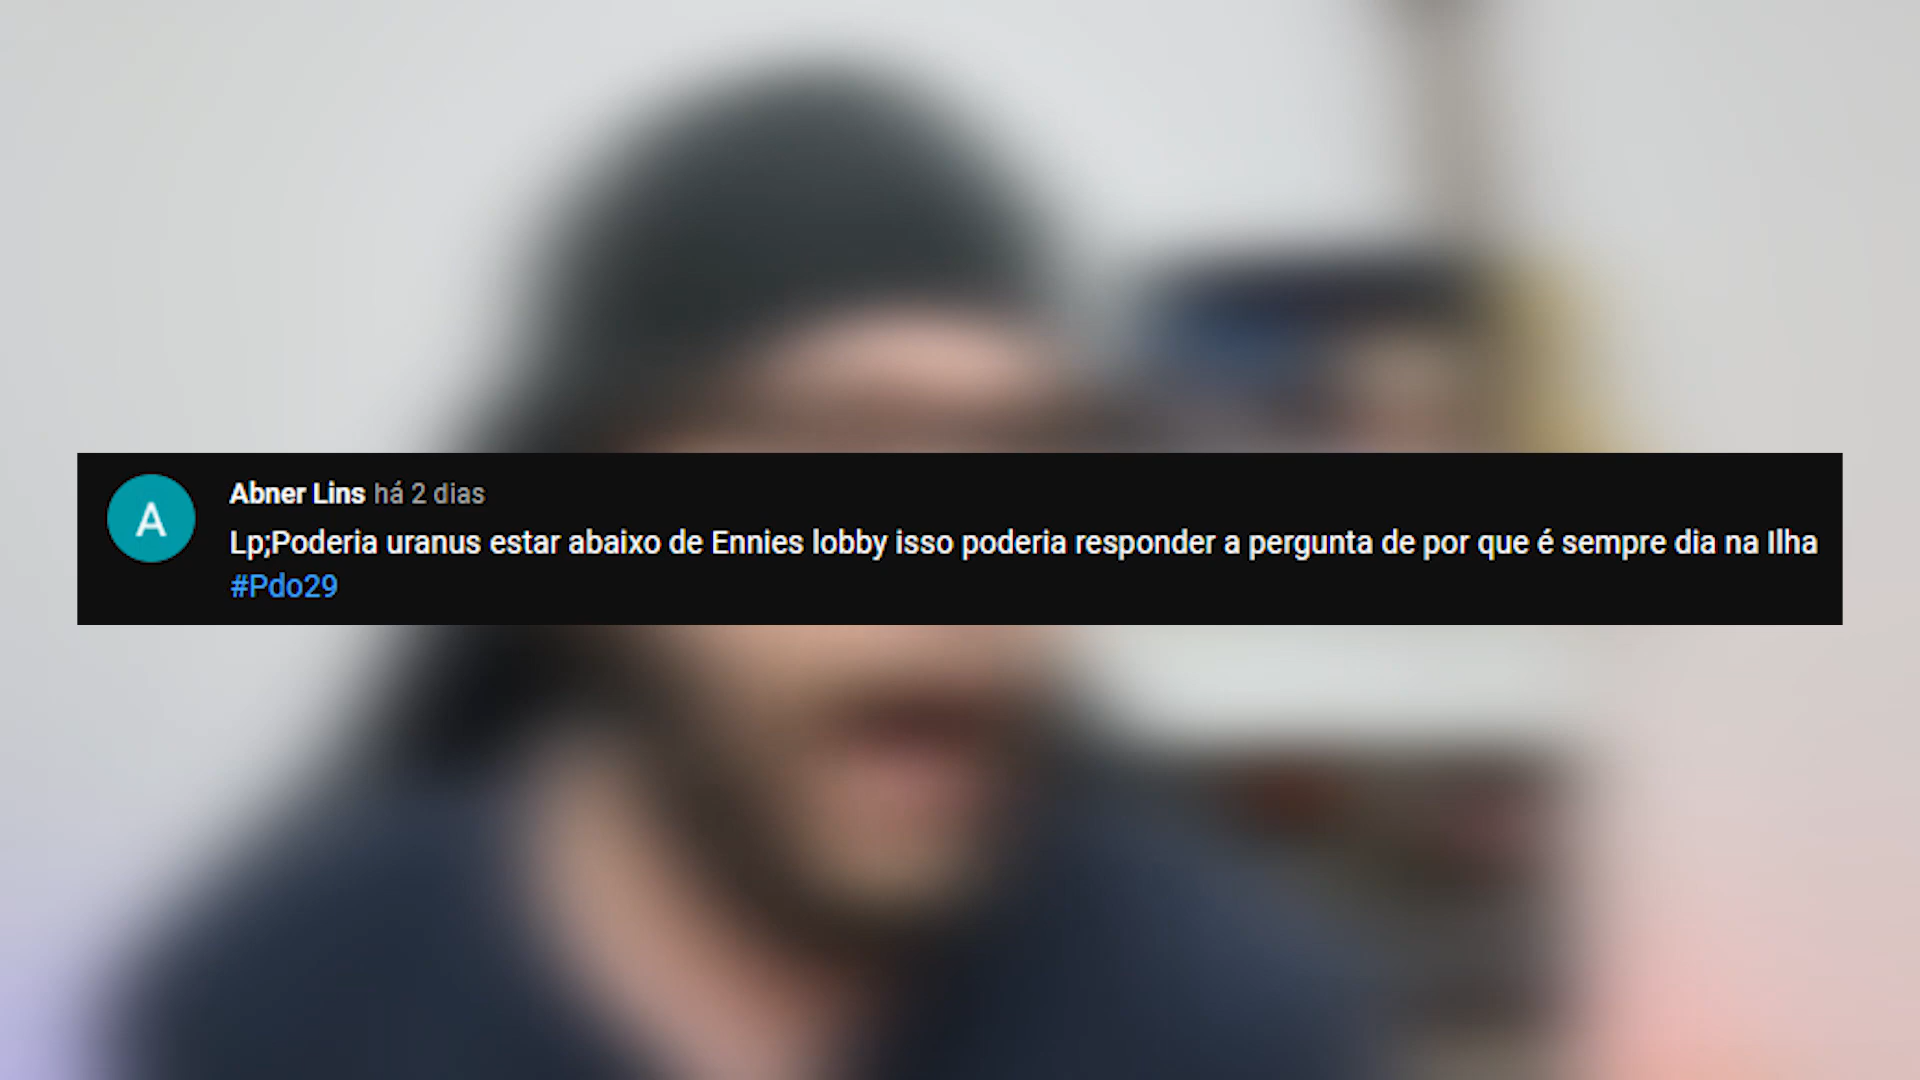 A
Abner Lins há 2 dias
Lp;Poderia uranus estar abaixo de Ennies lobby isso poderia responder a pergunta de por que é sempre dia na Ilha
#Pdo29